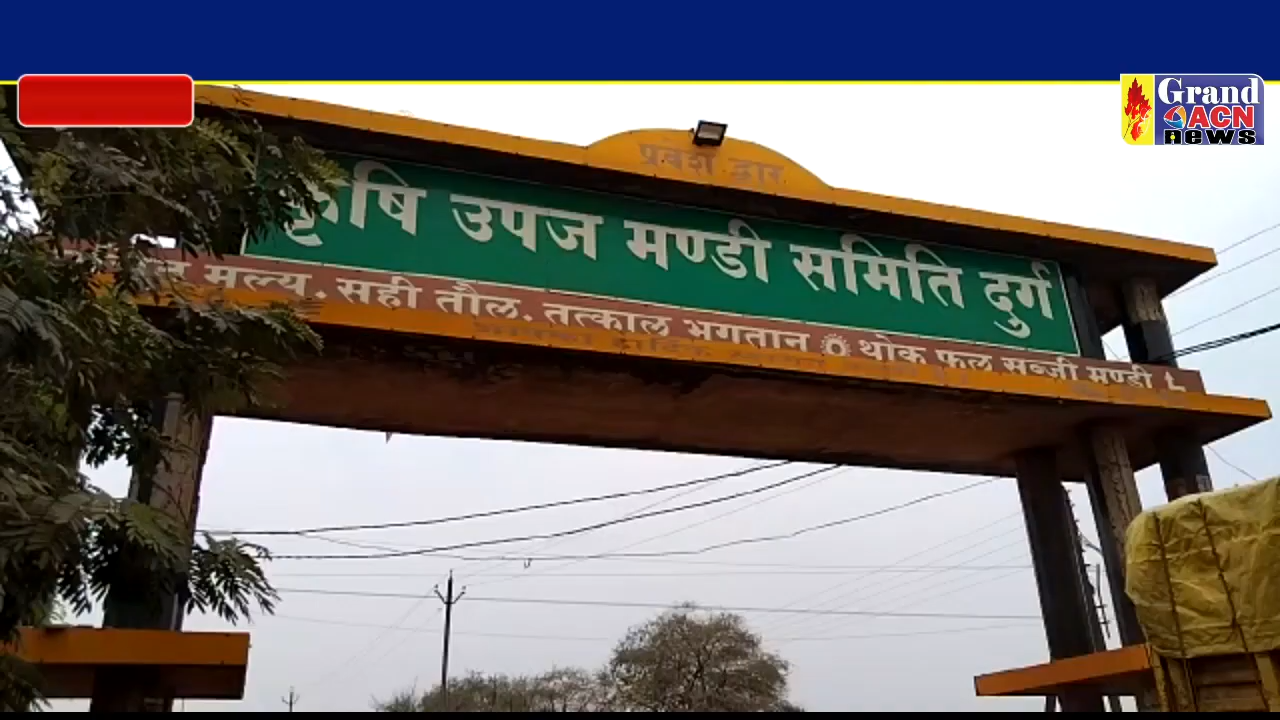 Grand
ACN
news
प्रवेश द्वार
कृषि उपज मण्डी समिति दुर्ग
मूल्य, सही तौल, तत्काल भुगतान थोक फल सब्जी मण्डी